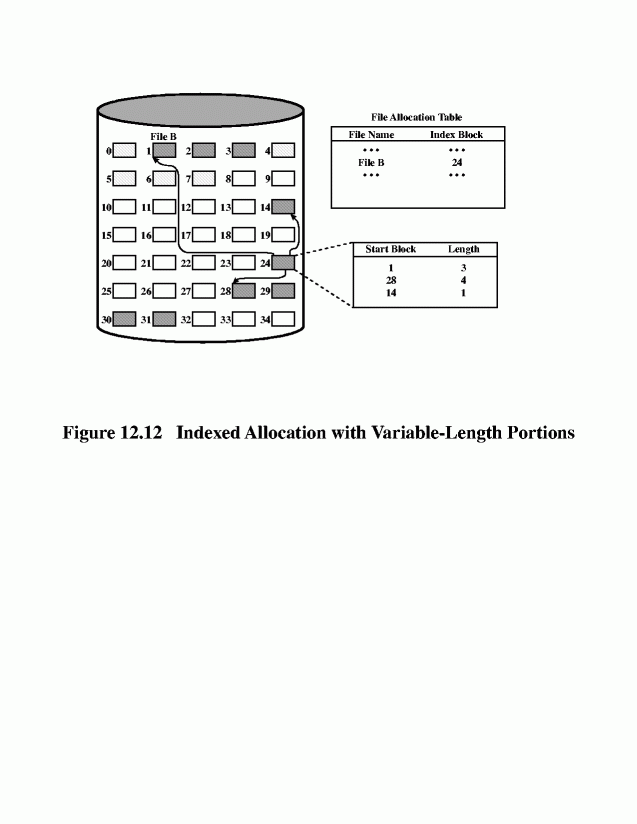 File Allocation Table
File Name Index Block
• • • • • •
File B 24
• • • • • •
File B
0 1 2 3 4
5 6 7 8 9
10 11 12 13 14
15 16 17 18 19
20 21 22 23 24
25 26 27 28 29
30 31 32 33 34
Start Block Length
1 3
28 4
14 1
Figure 12.12 Indexed Allocation with Variable-Length Portions